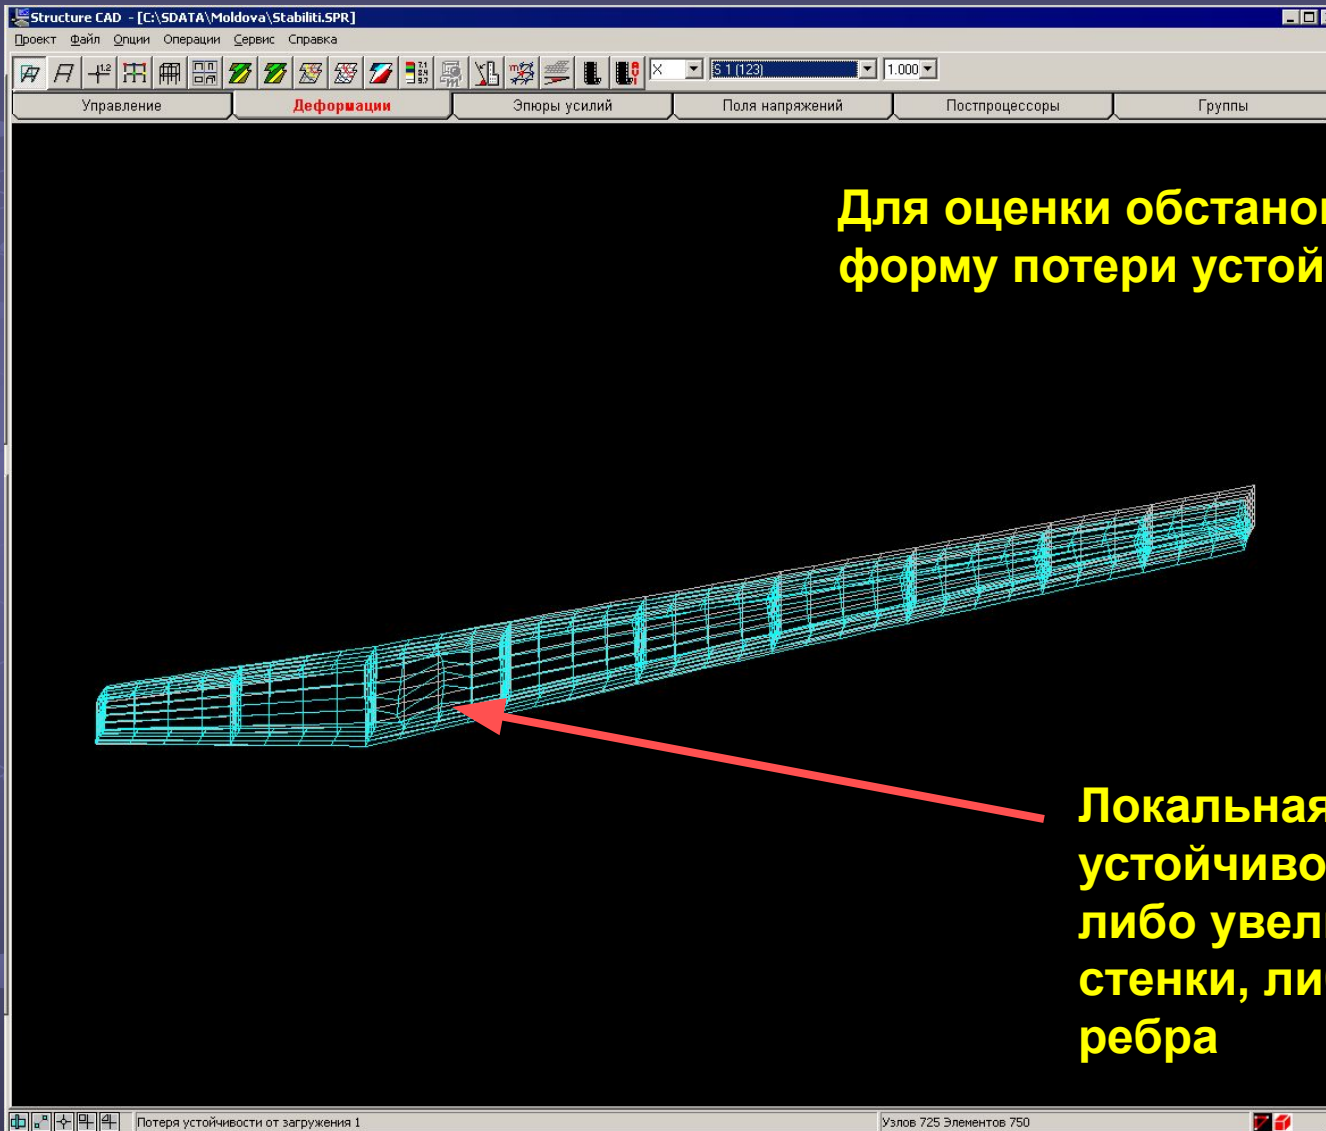 Structure CAD - [C:\SDATA\Moldova\Stabiliti.SPR]
Проект Файл Опции Операции Сервис Справка
X S 1 (123) 1.000
Управление Деформации Эпюры усилий Поля напряжений Постпроцессоры Группы
Для оценки обстано
форму потери устой
Локальная
устойчиво
либо увел
стенки, ли
ребра
Потеря устойчивости от загружения 1 Узлов 725 Элементов 750